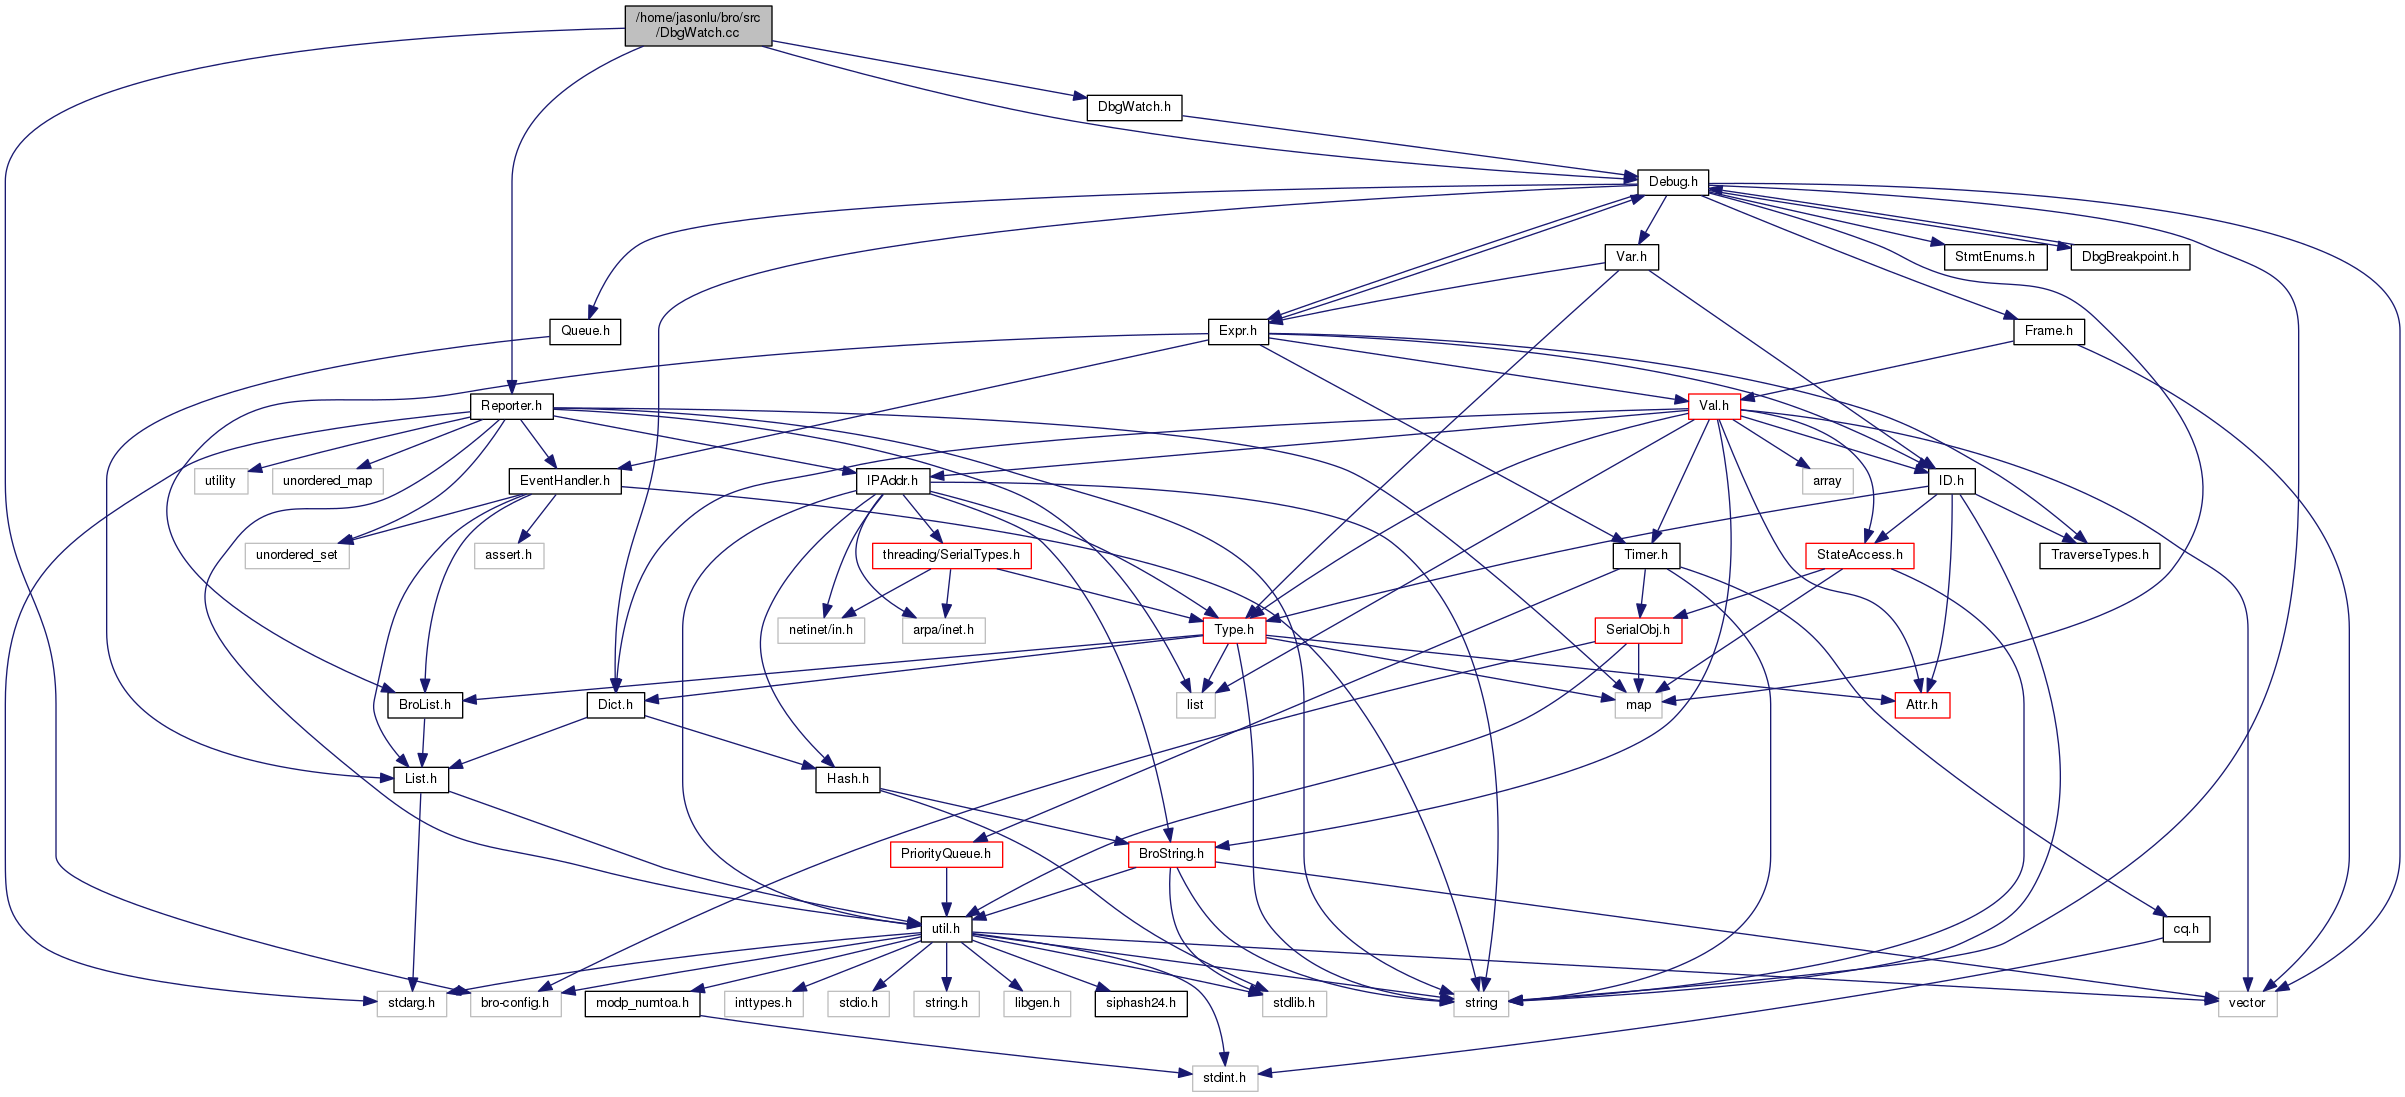 /home/jasonlu/bro/src
/DbgWatch.cc
DbgWatch.h
Debug.h
Var.h
StmtEnums.h
DbgBreakpoint.h
Queue.h
Expr.h
Frame.h
Reporter.h
Val.h
utility
unordered_map
EventHandler.h
IPAddr.h
array
ID.h
unordered_set
assert.h
threading/SerialTypes.h
Timer.h
StateAccess.h
TraverseTypes.h
netinet/in.h
arpa/inet.h
Type.h
SerialObj.h
BroList.h
Dict.h
list
map
Attr.h
List.h
Hash.h
PriorityQueue.h
BroString.h
util.h
cq.h
stdarg.h
bro-config.h
modp_numtoa.h
inttypes.h
stdio.h
string.h
libgen.h
siphash24.h
stdlib.h
string
vector
stdint.h